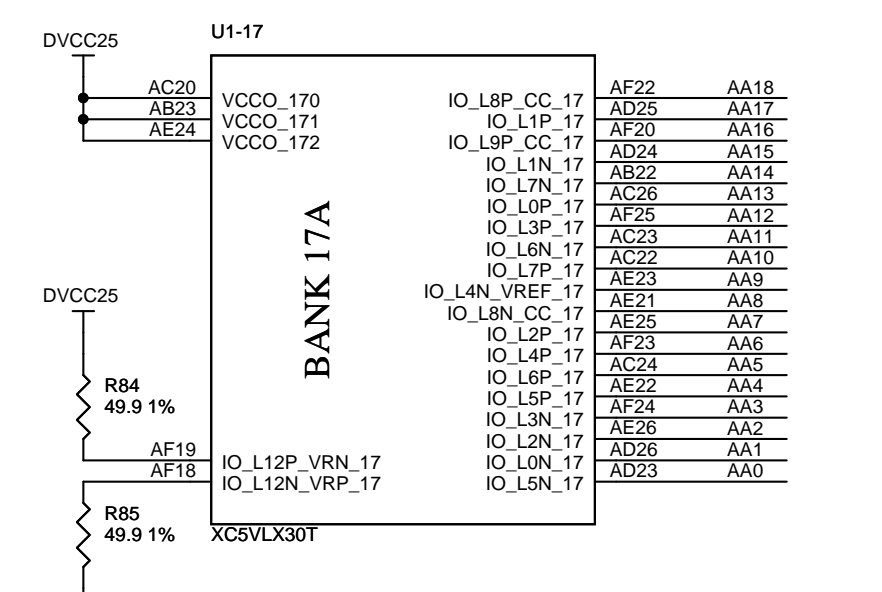 U1-17
DVCC25
AC20 VCCO_170 IO_L8P_CC_17 AF22 AA18
AB23 VCCO_171 IO_L1P_17 AD25 AA17
AE24 VCCO_172 IO_L9P_CC_17 AF20 AA16
IO_L1N_17 AD24 AA15
IO_L7N_17 AB22 AA14
IO_L0P_17 AC26 AA13
IO_L3P_17 AF25 AA12
IO_L6N_17 AC23 AA11
IO_L7P_17 AC22 AA10
BANK 17A
DVCC25
IO_L4N_VREF_17 AE23 AA9
IO_L8N_CC_17 AE21 AA8
IO_L2P_17 AE25 AA7
IO_L4P_17 AF23 AA6
IO_L6P_17 AC24 AA5
R84 IO_L5P_17 AE22 AA4
49.9 1% IO_L3N_17 AF24 AA3
IO_L2N_17 AE26 AA2
AF19 IO_L12P_VRN_17 IO_L0N_17 AD26 AA1
AF18 IO_L12N_VRP_17 IO_L5N_17 AD23 AA0
R85
49.9 1% XC5VLX30T